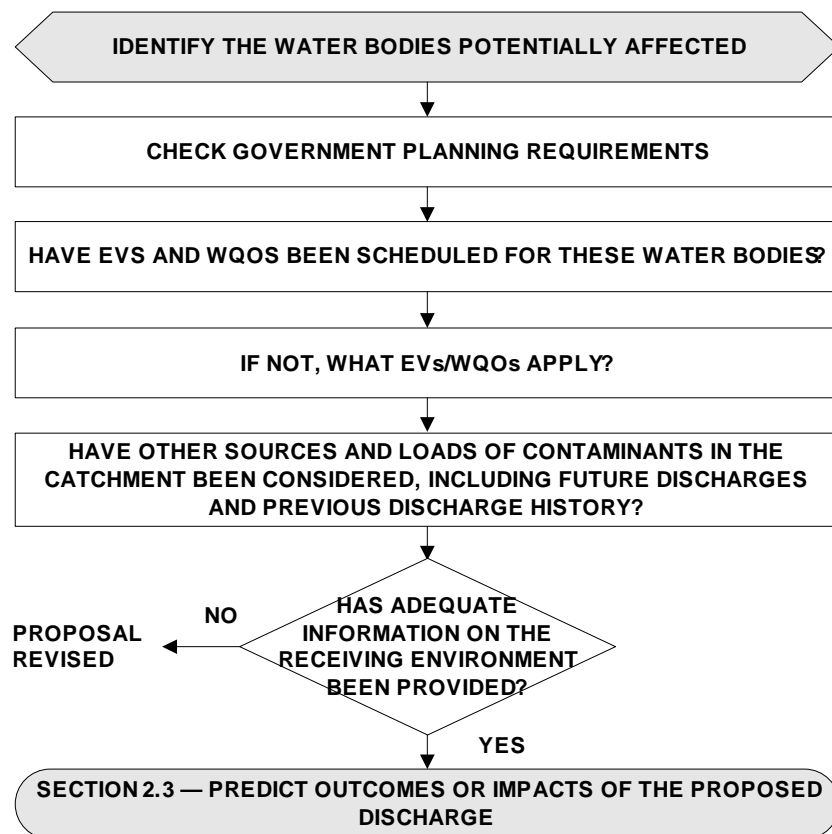 IDENTIFY THE WATER BODIES POTENTIALLY AFFECTED
CHECK GOVERNMENT PLANNING REQUIREMENTS
HAVE EVS AND WQOS BEEN SCHEDULED FOR THESE WATER BODIES?
IF NOT, WHAT EVs/WQOs APPLY?
HAVE OTHER SOURCES AND LOADS OF CONTAMINANTS IN THE
CATCHMENT BEEN CONSIDERED, INCLUDING FUTURE DISCHARGES
AND PREVIOUS DISCHARGE HISTORY?
HAS ADEQUATE
INFORMATION ON THE
RECEIVING ENVIRONMENT
BEEN PROVIDED?
NO
PROPOSAL
REVISED
YES
SECTION 2.3 — PREDICT OUTCOMES OR IMPACTS OF THE PROPOSED
DISCHARGE